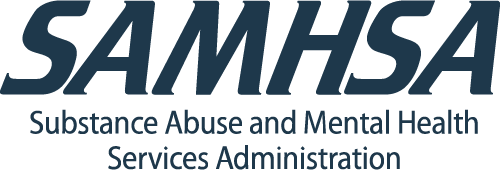 SAMHSA
Substance Abuse and Mental Health
Services Administration